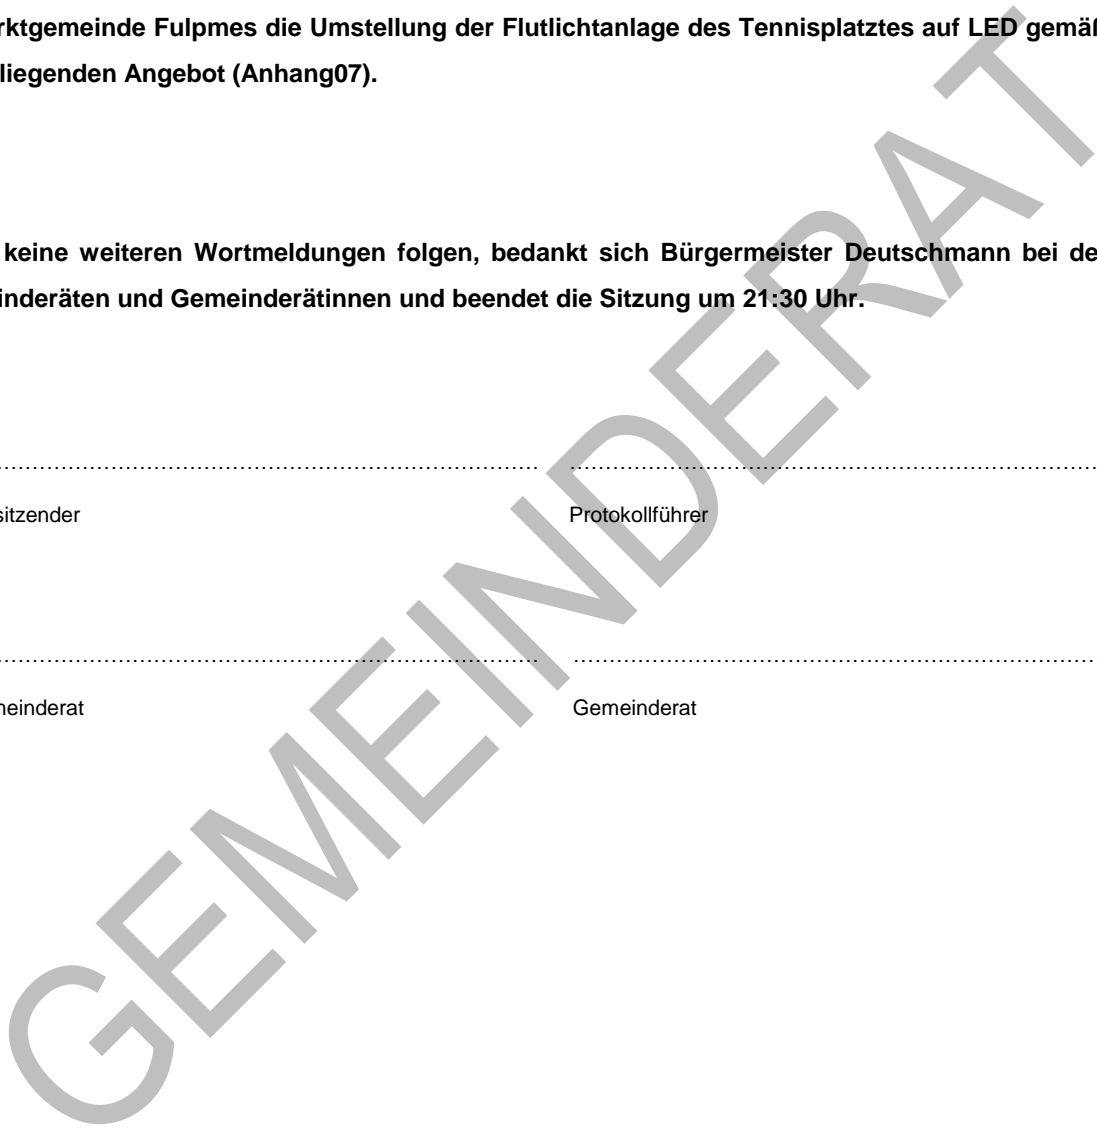 rktgemeinde Fulpmes die Umstellung der Flutlichtanlage des Tennisplatztes auf LED gemäß
liegenden Angebot (Anhang07).
keine weiteren Wortmeldungen folgen, bedankt sich Bürgermeister Deutschmann bei de
inderäten und Gemeinderätinnen und beendet die Sitzung um 21:30 Uhr.
sitzender Protokollführer
neinderat Gemeinderat
GEMEINDERAT